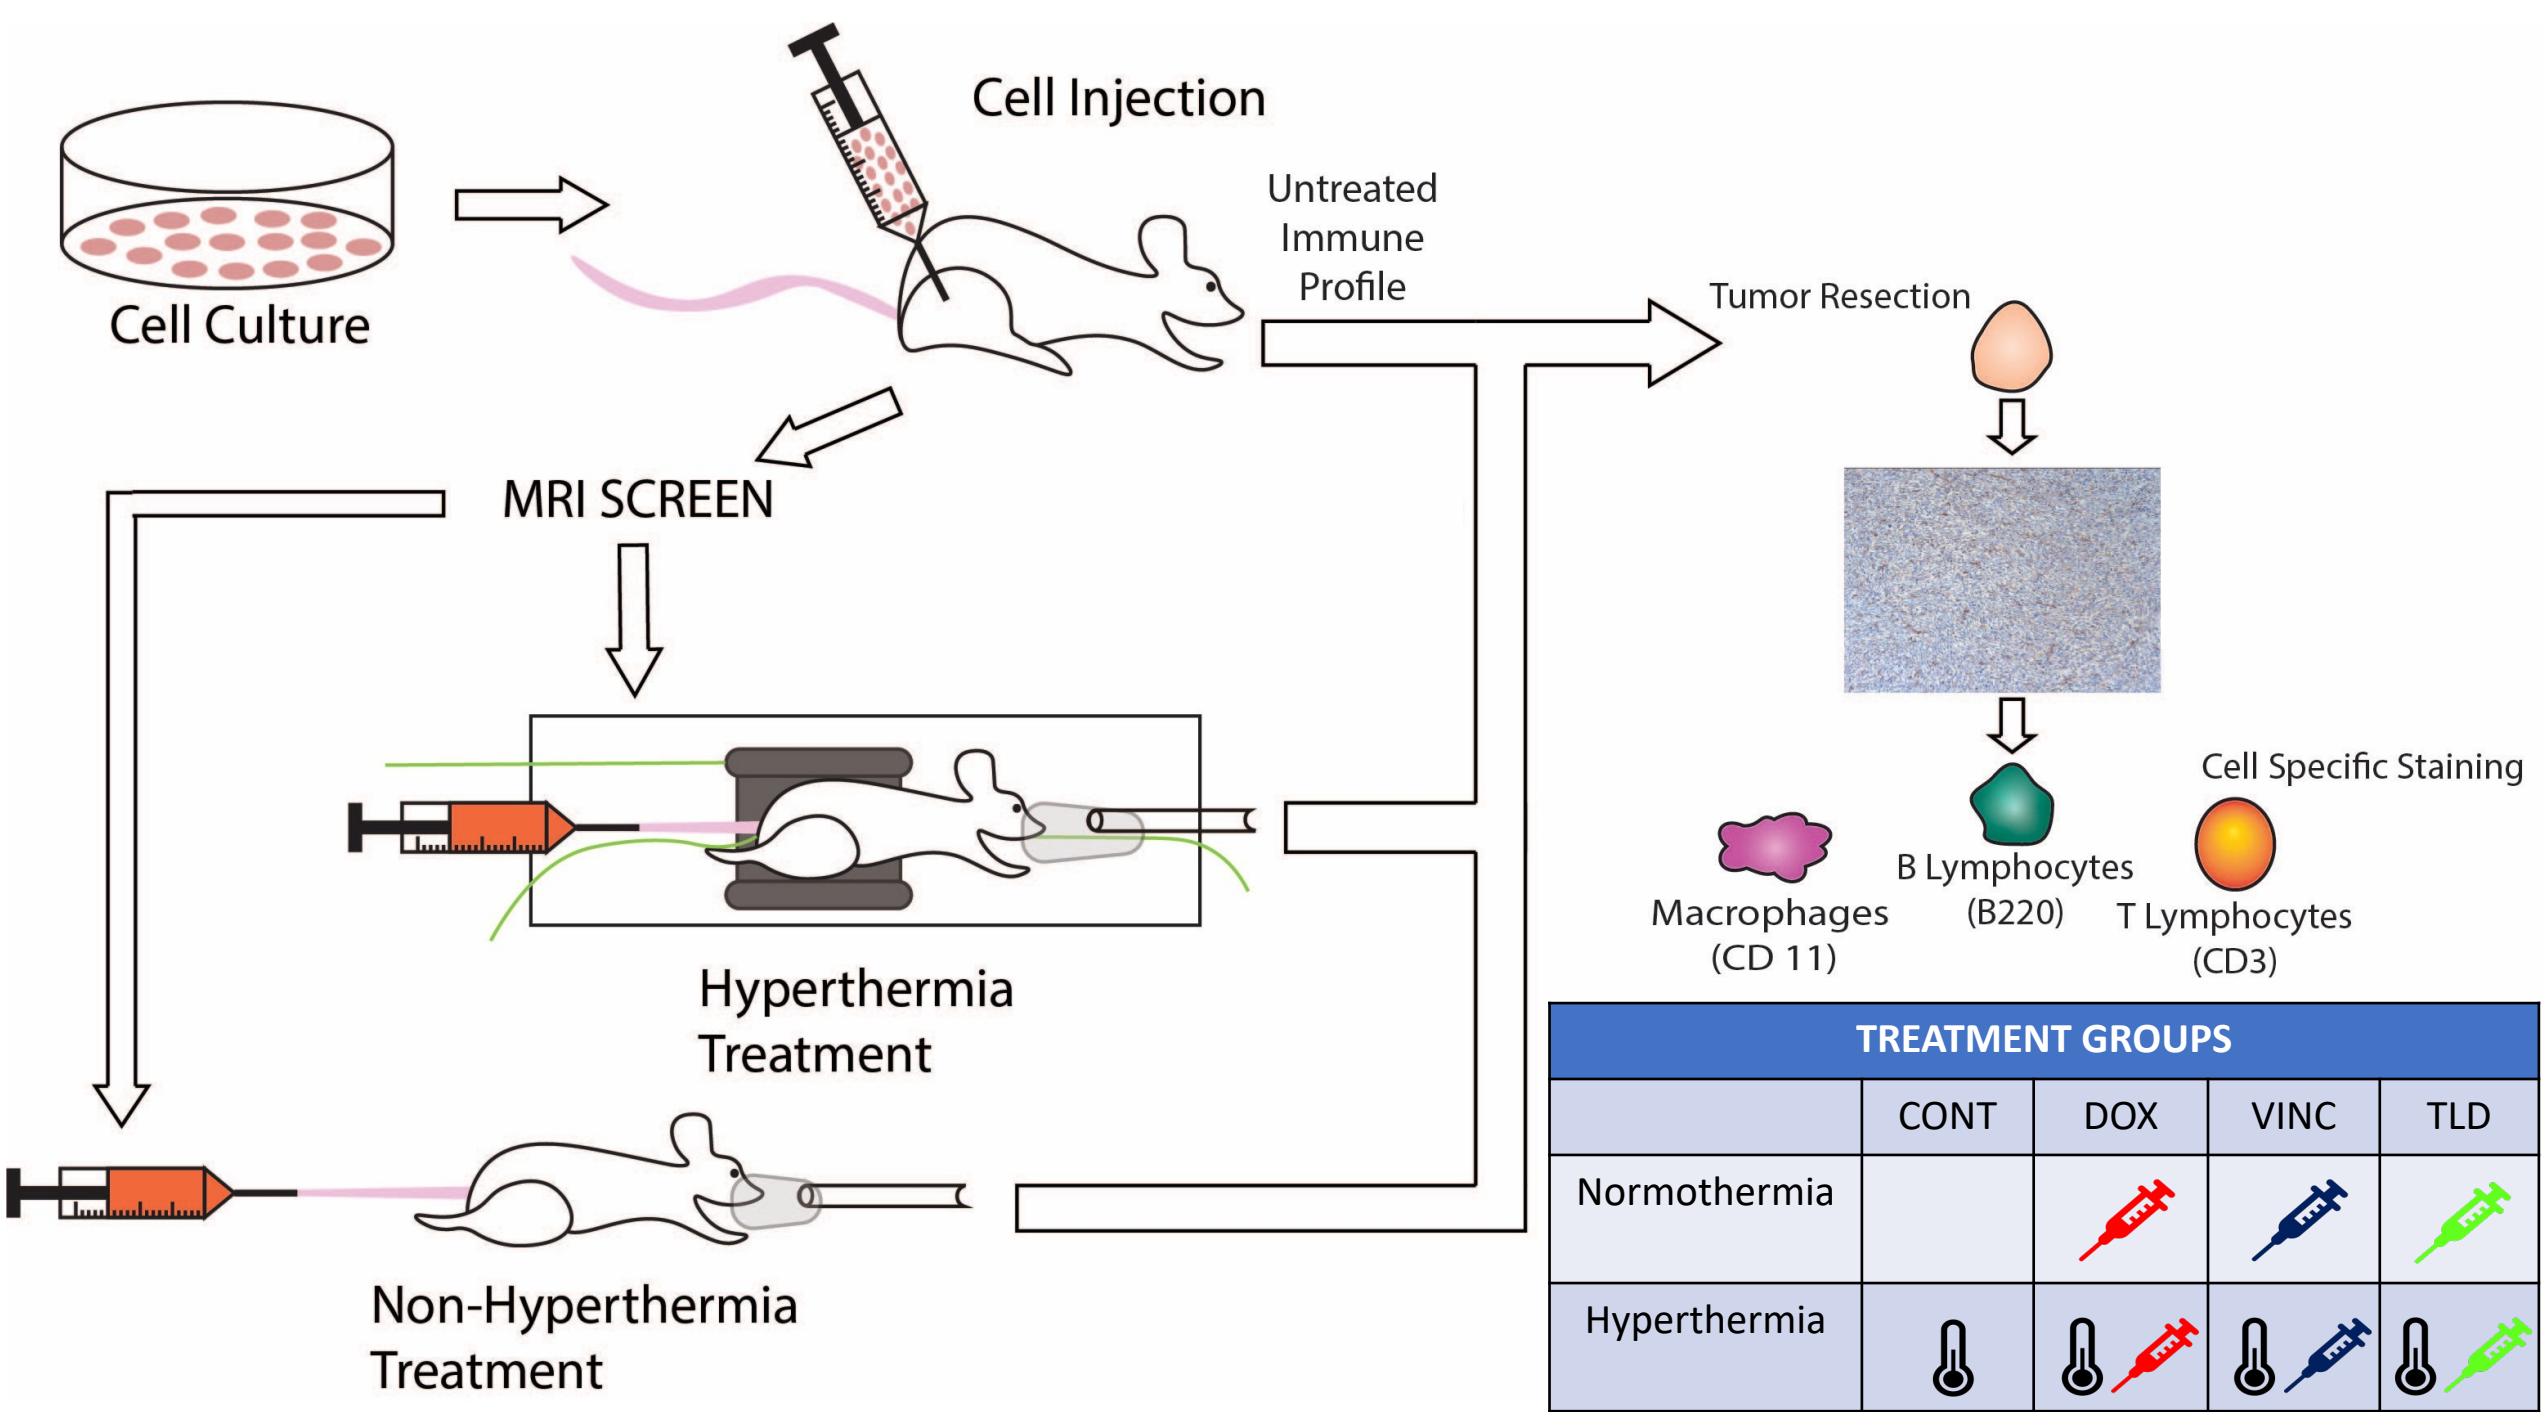 Cell Injection
Cell Culture
Untreated
Immune
Profile
Tumor Resection
MRI SCREEN
Hyperthermia
Treatment
Non-Hyperthermia
Treatment
Cell Specific Staining
Macrophages
(CD 11)
B Lymphocytes
(B220)
T Lymphocytes
(CD3)
TREATMENT GROUPS
CONT DOX VINC TLD
Normothermia
Hyperthermia